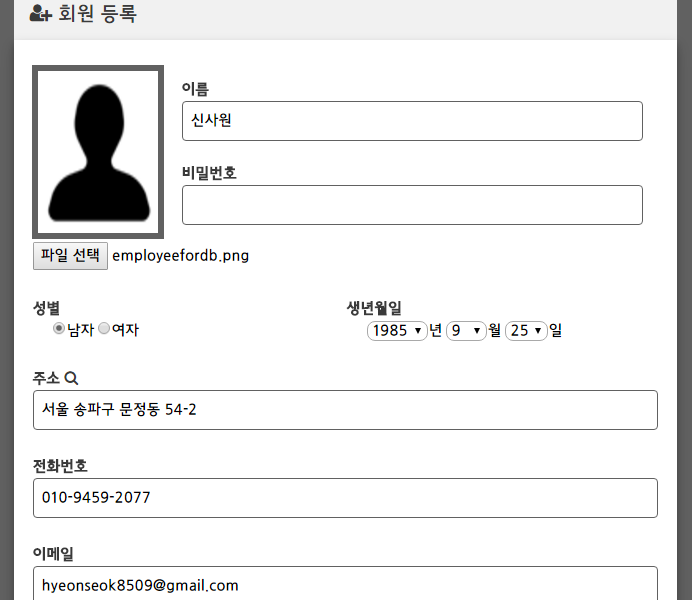 회원 등록
이름
신사원
비밀번호
파일 선택 employeefordb.png
성별
남자 여자
생년월일
1985 년 9 월 25 일
주소
서울 송파구 문정동 54-2
전화번호
010-9459-2077
이메일
hyeonseok8509@gmail.com